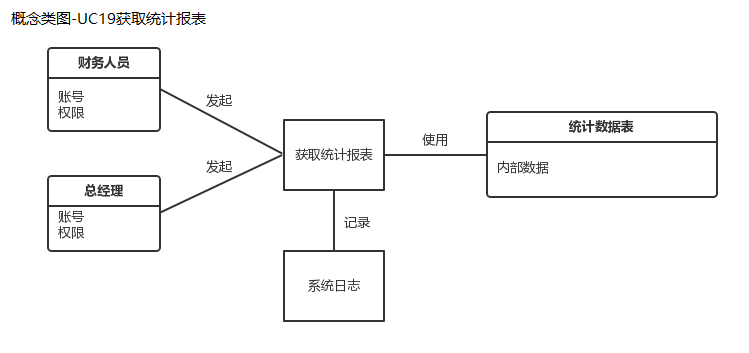 概念类图-UC19获取统计报表
财务人员
账号
权限
发起
获取统计报表
使用
统计数据表
内部数据
发起
总经理
账号
权限
记录
系统日志